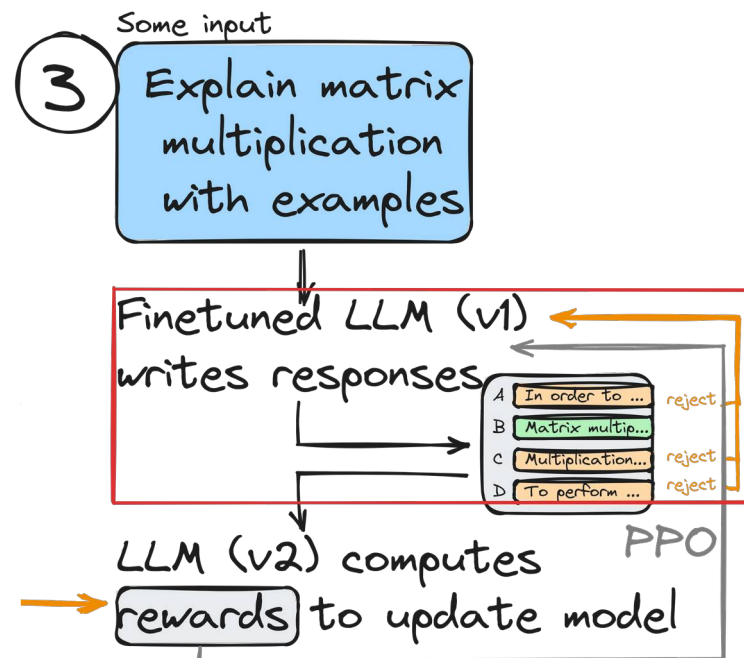 Some input
3
Explain matrix
multiplication
with examples
Finetuned LLM (v1)
writes responses
A In order to ... reject
B Matrix multip...
C Multiplication... reject
D To perform ... reject
PPO
LLM (v2) computes
rewards to update model